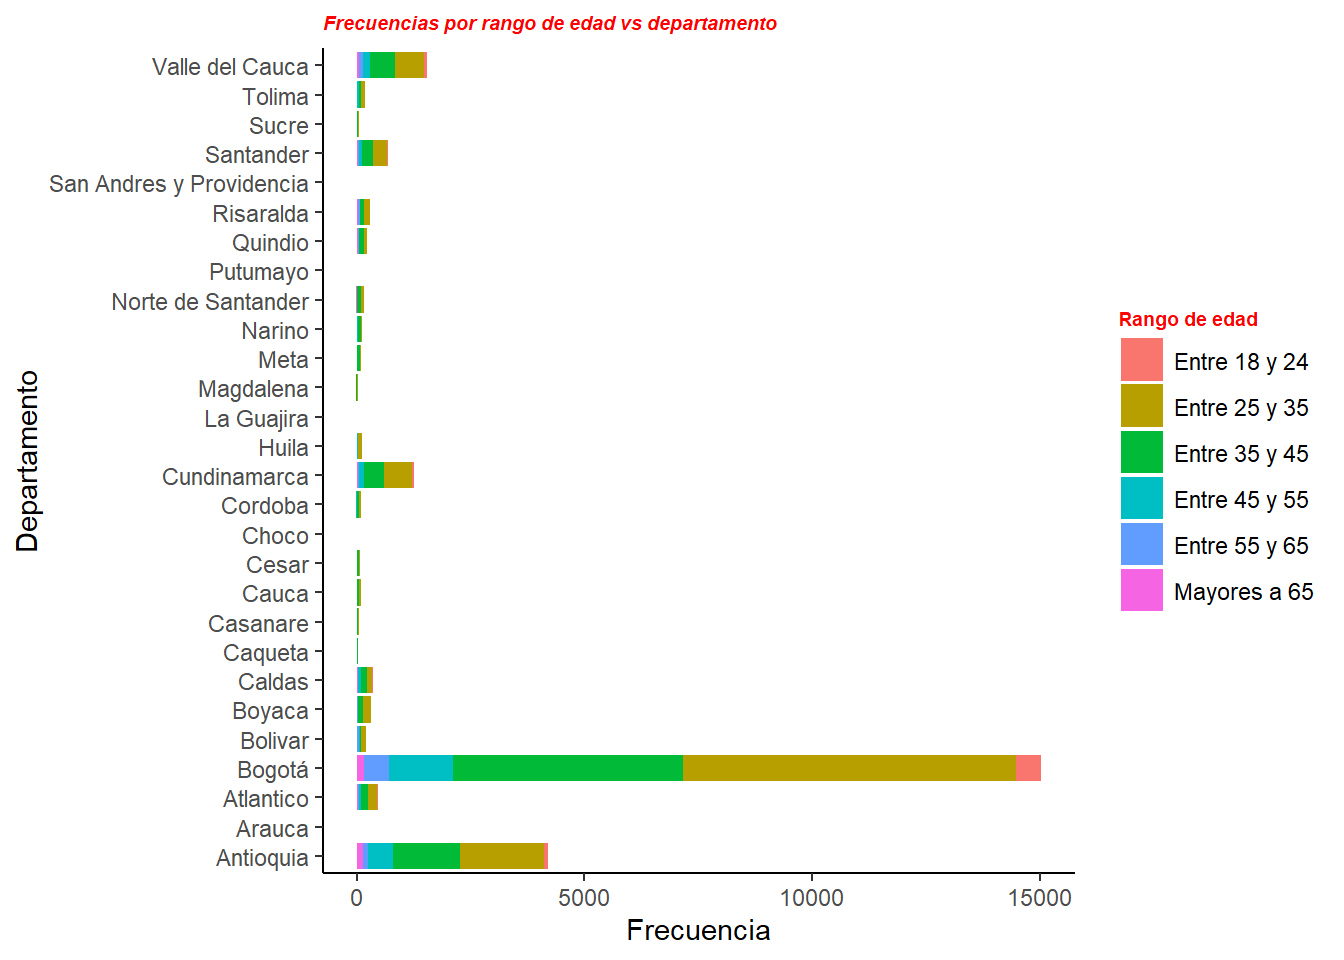 Frecuencias por rango de edad vs departamento
Valle del Cauca
Tolima
Sucre
Santander
San Andres y Providencia
Risaralda
Quindio
Putumayo
Norte de Santander
Narino
Meta
Magdalena
La Guajira
Huila
Cundinamarca
Cordoba
Choco
Cesar
Cauca
Casanare
Caqueta
Caldas
Boyaca
Bolivar
Bogotá
Atlantico
Arauca
Antioquia
Departamento
0 5000 10000 15000
Frecuencia
Rango de edad
Entre 18 y 24
Entre 25 y 35
Entre 35 y 45
Entre 45 y 55
Entre 55 y 65
Mayores a 65